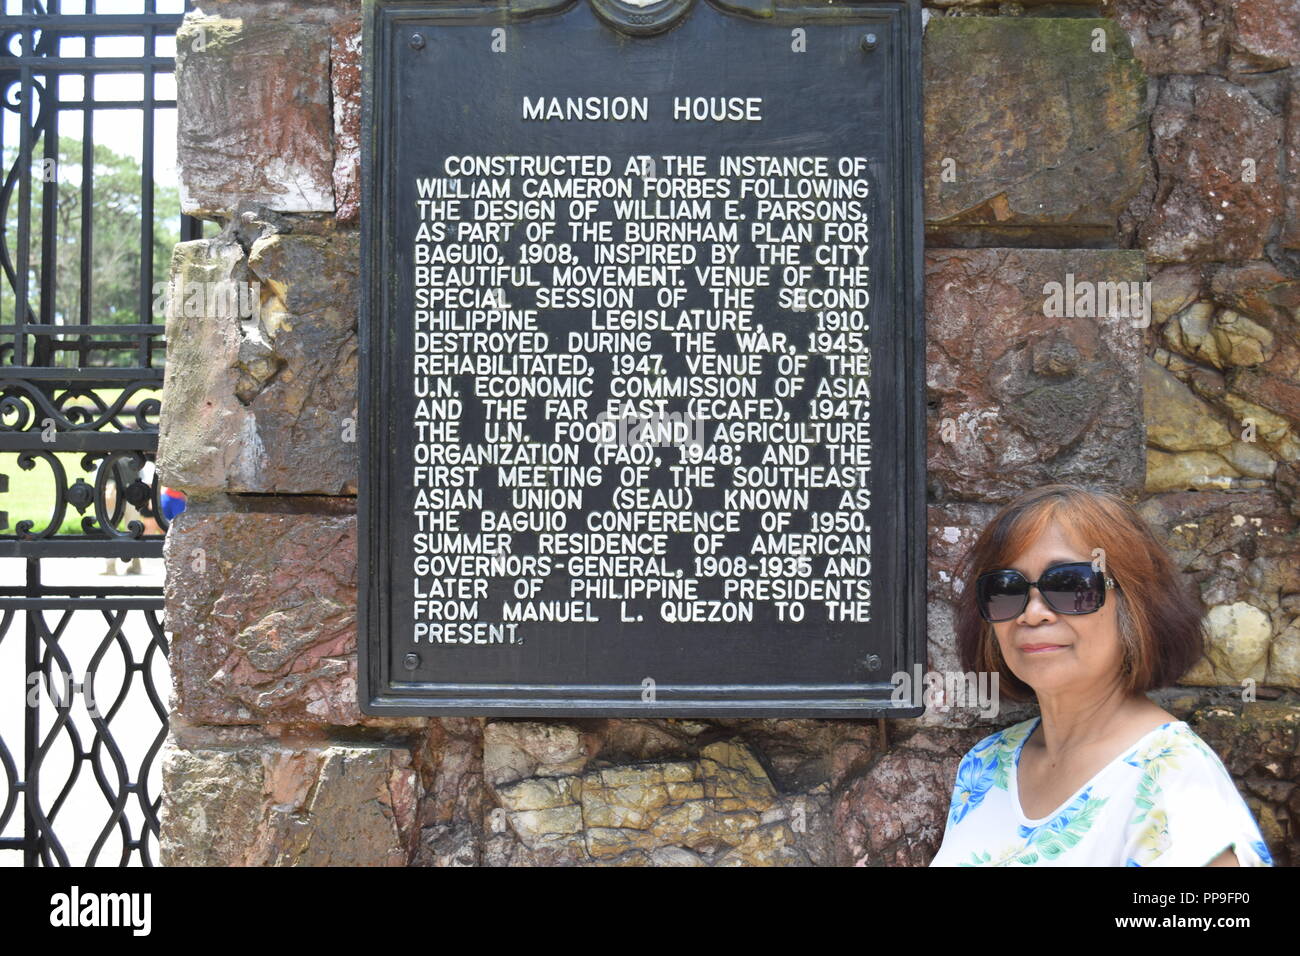 2008
MANSION HOUSE
CONSTRUCTED AT THE INSTANCE OF
WILLIAM CAMERON FORBES FOLLOWING
THE DESIGN OF WILLIAM E. PARSONS,
AS PART OF THE BURNHAM PLAN FOR
BAGUIO, 1908, INSPIRED BY THE CITY
BEAUTIFUL MOVEMENT. VENUE OF THE
SPECIAL SESSION OF THE SECOND
PHILIPPINE LEGISLATURE, 1910.
DESTROYED DURING THE WAR, 1945.
REHABILITATED, 1947. VENUE OF THE
U.N. ECONOMIC COMMISSION OF ASIA
AND THE FAR EAST (ECAFE), 1947;
THE U.N. FOOD AND AGRICULTURE
ORGANIZATION (FAO), 1948; AND THE
FIRST MEETING OF THE SOUTHEAST
ASIAN UNION (SEAU) KNOWN AS
THE BAGUIO CONFERENCE OF 1950.
SUMMER RESIDENCE OF AMERICAN
GOVERNORS-GENERAL, 1908-1935 AND
LATER OF PHILIPPINE PRESIDENTS
FROM MANUEL L. QUEZON TO THE
PRESENT.
alamy
alamy
Image ID: PP9FP0
www.alamy.com